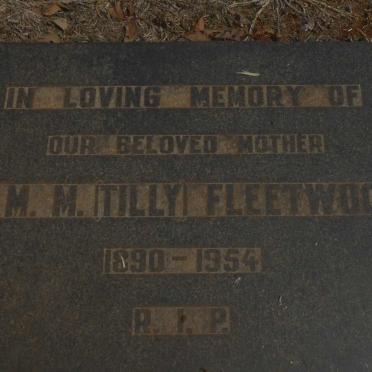 IN LOVING MEMORY OF
OUR BELOVED MOTHER
M. M. (TILLY) FLEETWOO
1890-1954
R. I. P.